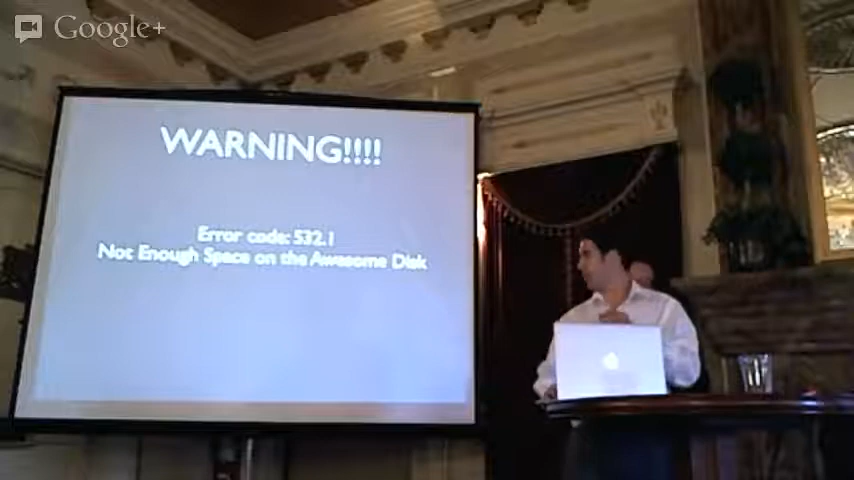 Google+
WARNING!!!!
Error code: 532.1
Not Enough Space on the Awesome Disk